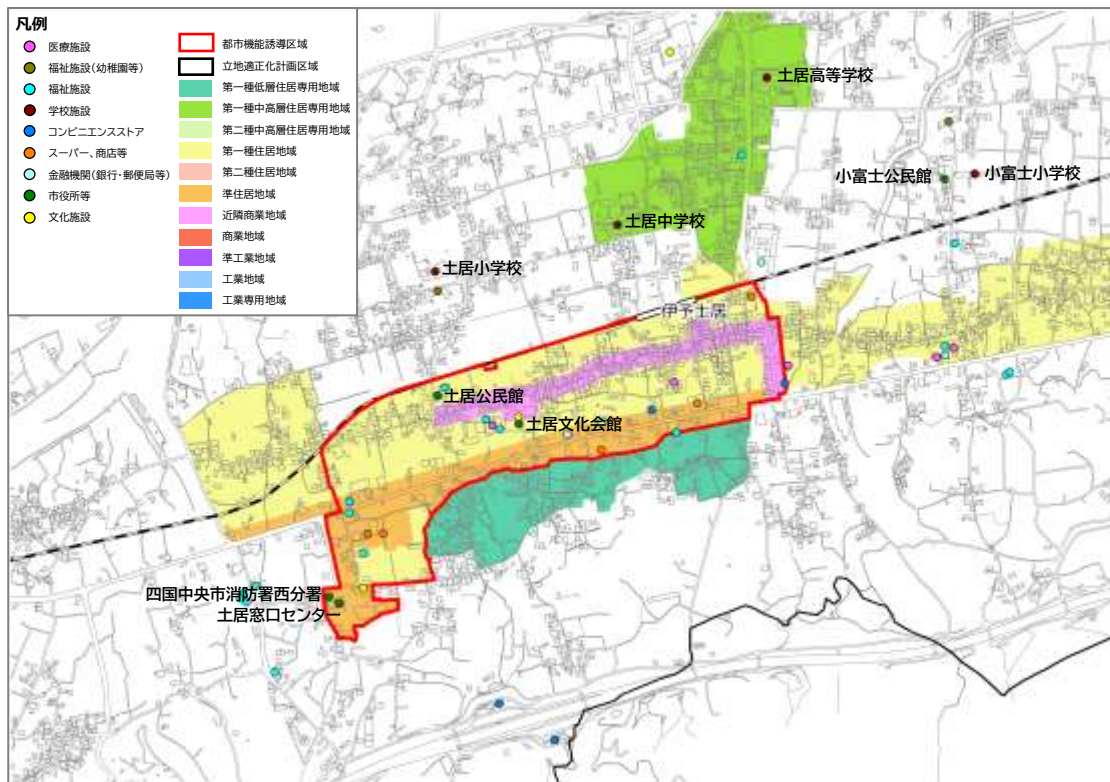 凡例
医療施設
福祉施設(幼稚園等)
福祉施設
学校施設
コンビニエンスストア
スーパー、商店等
金融機関(銀行・郵便局等)
市役所等
文化施設
都市機能誘導区域
立地適正化計画区域
第一種低層住居専用地域
第一種中高層住居専用地域
第二種中高層住居専用地域
第一種住居地域
第二種住居地域
準住居地域
近隣商業地域
商業地域
準工業地域
工業地域
工業専用地域
土居高等学校
小富士公民館
小富士小学校
土居中学校
土居小学校
伊予土居
土居公民館
土居文化会館
四国中央市消防署西分署
土居窓口センター